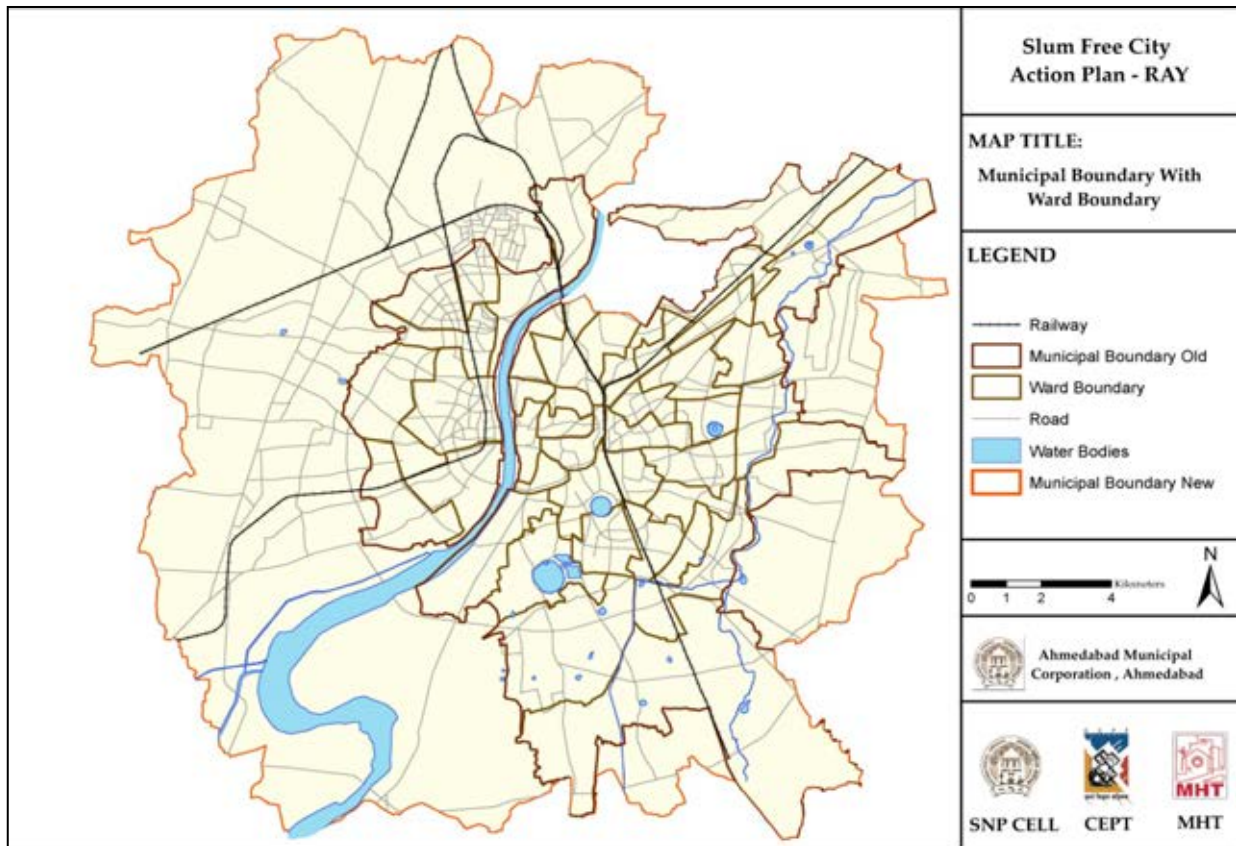 Slum Free City
Action Plan - RAY
MAP TITLE:
Municipal Boundary With
Ward Boundary
LEGEND
Railway
Municipal Boundary Old
Ward Boundary
Road
Water Bodies
Municipal Boundary New
N
Kilometers
0 1 2 4
Ahmedabad Municipal
Corporation , Ahmedabad
MHT
SNP CELL CEPT MHT